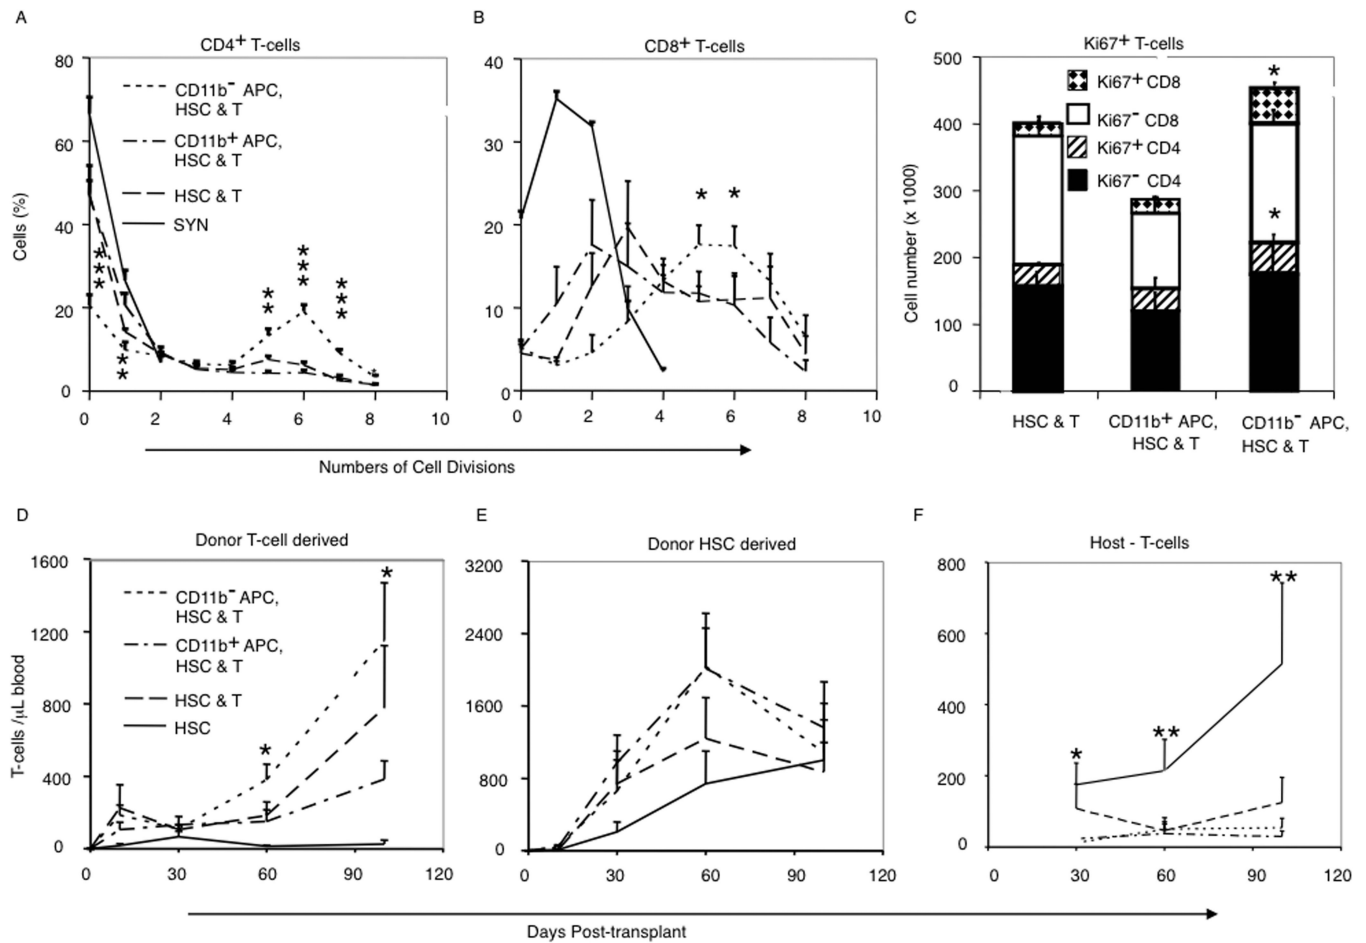 A
B
C
CD4+ T-cells
CD8+ T-cells
Ki67+ T-cells
80
60
40
20
0
Cells (%)
CD11b- APC,
HSC & T
CD11b+ APC,
HSC & T
HSC & T
SYN
***
**
**
***
***
0 2 4 6 8 10
40
30
20
10
0
* *
0 2 4 6 8 10
Numbers of Cell Divisions
500
400
300
200
100
0
Cell number (x 1000)
Ki67+ CD8
Ki67- CD8
Ki67+ CD4
Ki67- CD4
*
*
HSC & T
CD11b+ APC,
HSC & T
CD11b- APC,
HSC & T
D
E
F
Donor T-cell derived
Donor HSC derived
Host - T-cells
1600
1200
800
400
0
T-cells /µL blood
CD11b- APC,
HSC & T
CD11b+ APC,
HSC & T
HSC & T
HSC
*
*
0 30 60 90 120
3200
2400
1600
800
0
0 30 60 90 120
800
600
400
200
0
*
**
**
0 30 60 90 120
Days Post-transplant